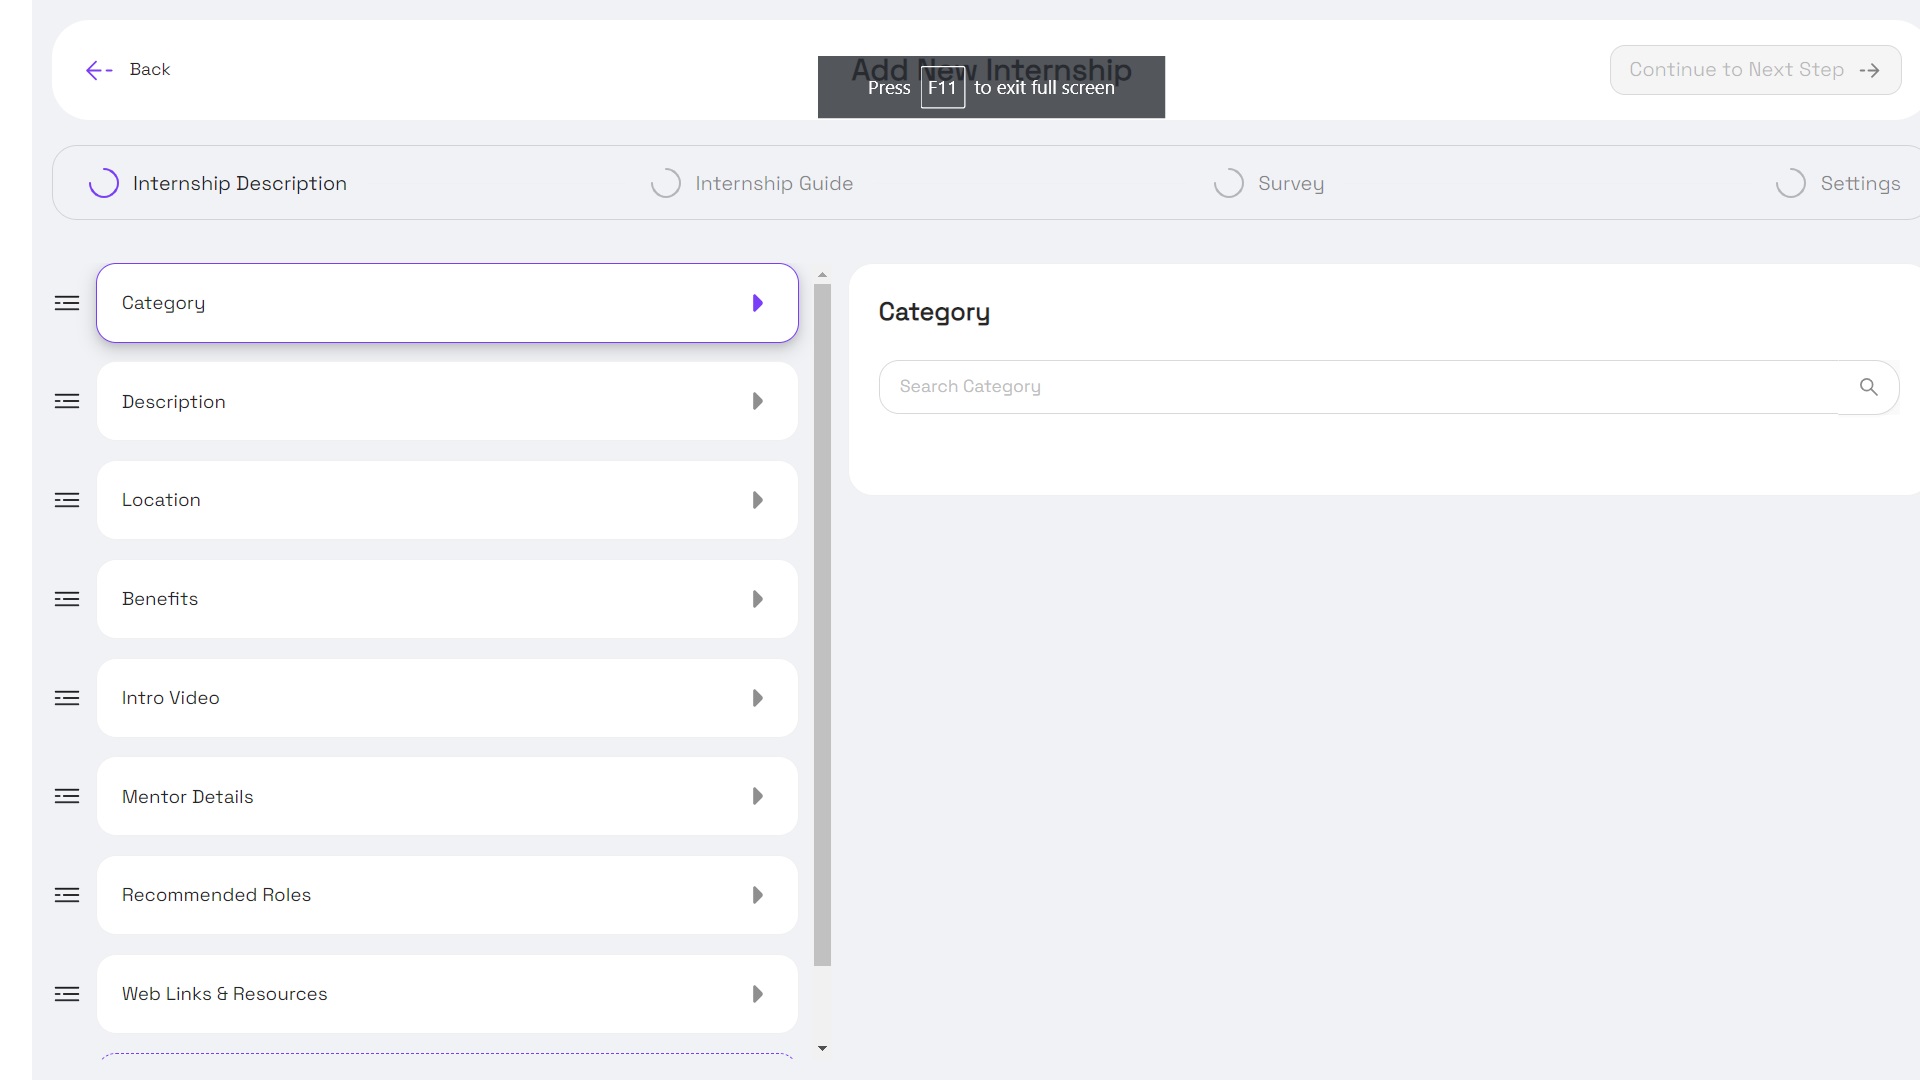 Back
Add New Internship
Press F11 to exit full screen
Continue to Next Step
Internship Description
Internship Guide
Survey
Settings
Category
Description
Location
Benefits
Intro Video
Mentor Details
Recommended Roles
Web Links & Resources
Category
Search Category